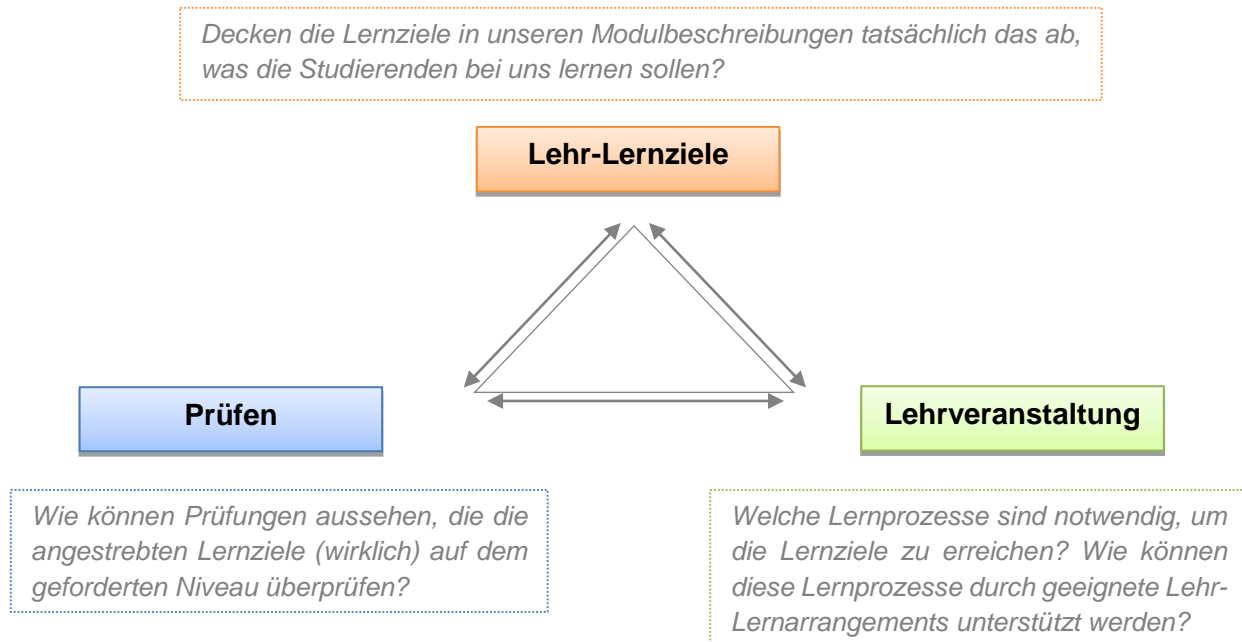 Decken die Lernziele in unseren Modulbeschreibungen tatsächlich das ab,
was die Studierenden bei uns lernen sollen?
Lehr-Lernziele
Prüfen
Lehrveranstaltung
Wie können Prüfungen aussehen, die die
angestrebten Lernziele (wirklich) auf dem
geforderten Niveau überprüfen?
Welche Lernprozesse sind notwendig, um
die Lernziele zu erreichen? Wie können
diese Lernprozesse durch geeignete Lehr-
Lernarrangements unterstützt werden?